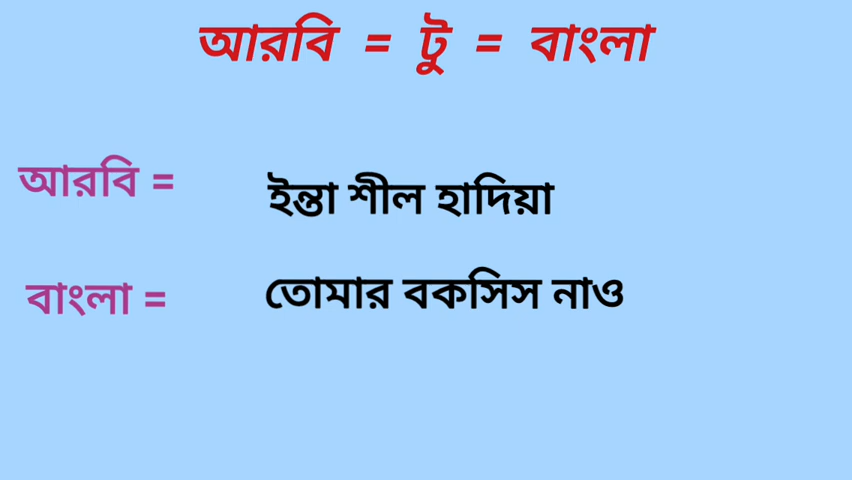 আরবি = টু = বাংলা
আরবি = ইন্তা শীল হাদিয়া
বাংলা = তোমার বকসিস নাও